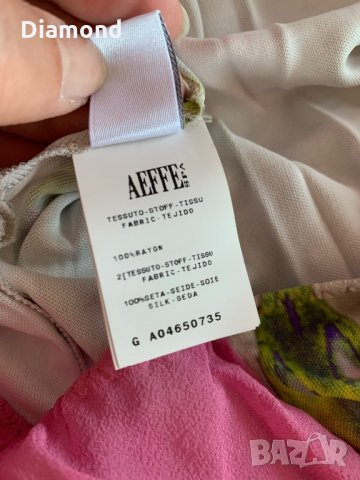 Diamond
AEFFE SPA
TESSUTO-STOFF-TISSU
FABRIC-TEJIDO
100%RAYON
2[TESSUTO-STOFF-TISSU
FABRIC-TEJIDO
100%SETA-SEIDE-SOIE
SILK-SEDA
G A04650735
BAZAR